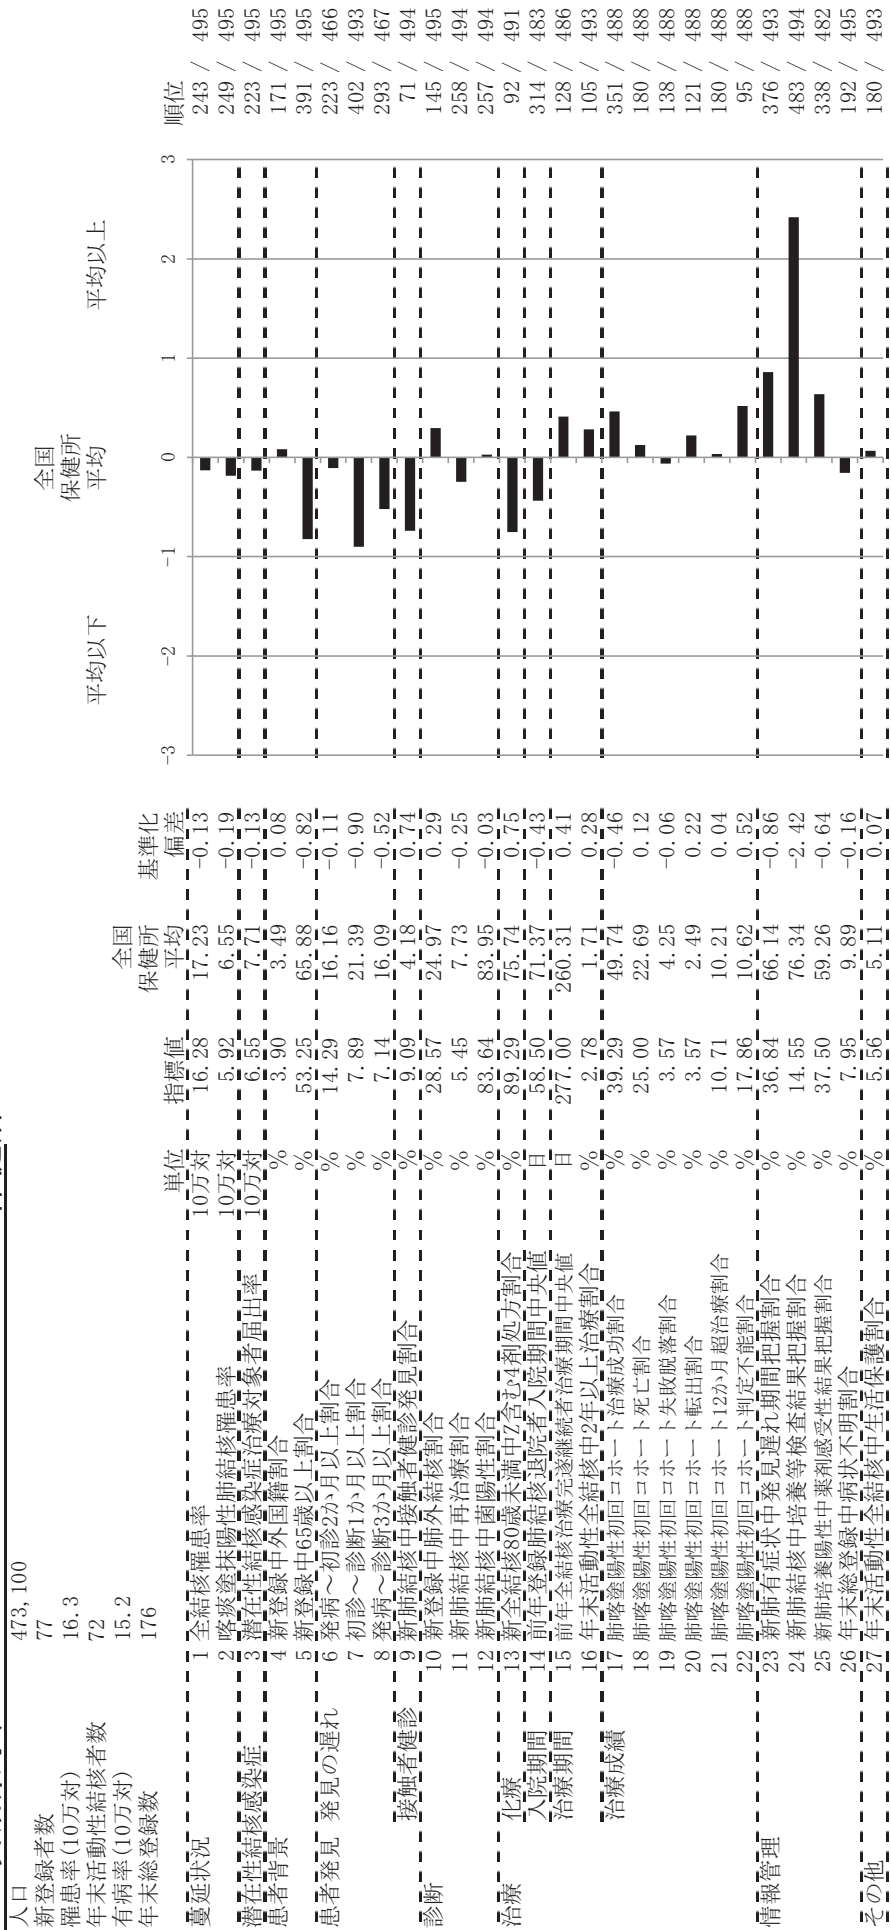 人口 473,100
新登録者数 77
罹患率(10万対) 16.3
年末活動性結核者数 72
有病率(10万対) 15.2
年末総登録数 176
単位 指標値 全国保健所平均 基準化偏差 平均以下 全国保健所平均 平均以上 順位
-3 -2 -1 0 1 2 3
蔓延状況 1 全結核罹患率 10万対 16.28 17.23 -0.13 243 / 495
2 喀痰塗抹陽性肺結核罹患率 10万対 5.92 6.55 -0.19 249 / 495
潜在性結核感染症 3 潜在性結核感染症治療対象者届出率 10万対 6.55 7.71 -0.13 223 / 495
患者背景 4 新登録中外国籍割合 % 3.90 3.49 0.08 171 / 495
5 新登録中65歳以上割合 % 53.25 65.88 -0.82 391 / 495
患者発見 発見の遅れ 6 発病～初診2か月以上割合 % 14.29 16.16 -0.11 223 / 466
7 初診～診断1か月以上割合 % 7.89 21.39 -0.90 402 / 493
8 発病～診断3か月以上割合 % 7.14 16.09 -0.52 293 / 467
接触者健診 9 新肺結核中接触者健診発見割合 % 9.09 4.18 0.74 71 / 494
診断 10 新登録中肺外結核割合 % 28.57 24.97 0.29 145 / 495
11 新肺結核中再治療割合 % 5.45 7.73 -0.25 258 / 494
12 新肺結核中菌陽性割合 % 83.64 83.95 -0.03 257 / 494
治療 化療 13 新全結核80歳未満中Z含む4剤処方割合 % 89.29 75.74 0.75 92 / 491
入院期間 14 前年登録肺結核退院者入院期間中央値 日 58.50 71.37 -0.43 314 / 483
治療期間 15 前年全結核治療完遂継続者治療期間中央値 日 277.00 260.31 0.41 128 / 486
16 年末活動性全結核中2年以上治療割合 % 2.78 1.71 0.28 105 / 493
治療成績 17 肺喀塗陽性初回コホート治療成功割合 % 39.29 49.74 -0.46 351 / 488
18 肺喀塗陽性初回コホート死亡割合 % 25.00 22.69 0.12 180 / 488
19 肺喀塗陽性初回コホート失敗脱落割合 % 3.57 4.25 -0.06 138 / 488
20 肺喀塗陽性初回コホート転出割合 % 3.57 2.49 0.22 121 / 488
21 肺喀塗陽性初回コホート12か月超治療割合 % 10.71 10.21 0.04 180 / 488
22 肺喀塗陽性初回コホート判定不能割合 % 17.86 10.62 0.52 95 / 488
情報管理 23 新肺有症状中発見遅れ期間把握割合 % 36.84 66.14 -0.86 376 / 493
24 新肺結核中培養等検査結果把握割合 % 14.55 76.34 -2.42 483 / 494
25 新肺培養陽性中薬剤感受性結果把握割合 % 37.50 59.26 -0.64 338 / 482
26 年末総登録中病状不明割合 % 7.95 9.89 -0.16 192 / 495
その他 27 年末活動性全結核中生活保護割合 % 5.56 5.11 0.07 180 / 493